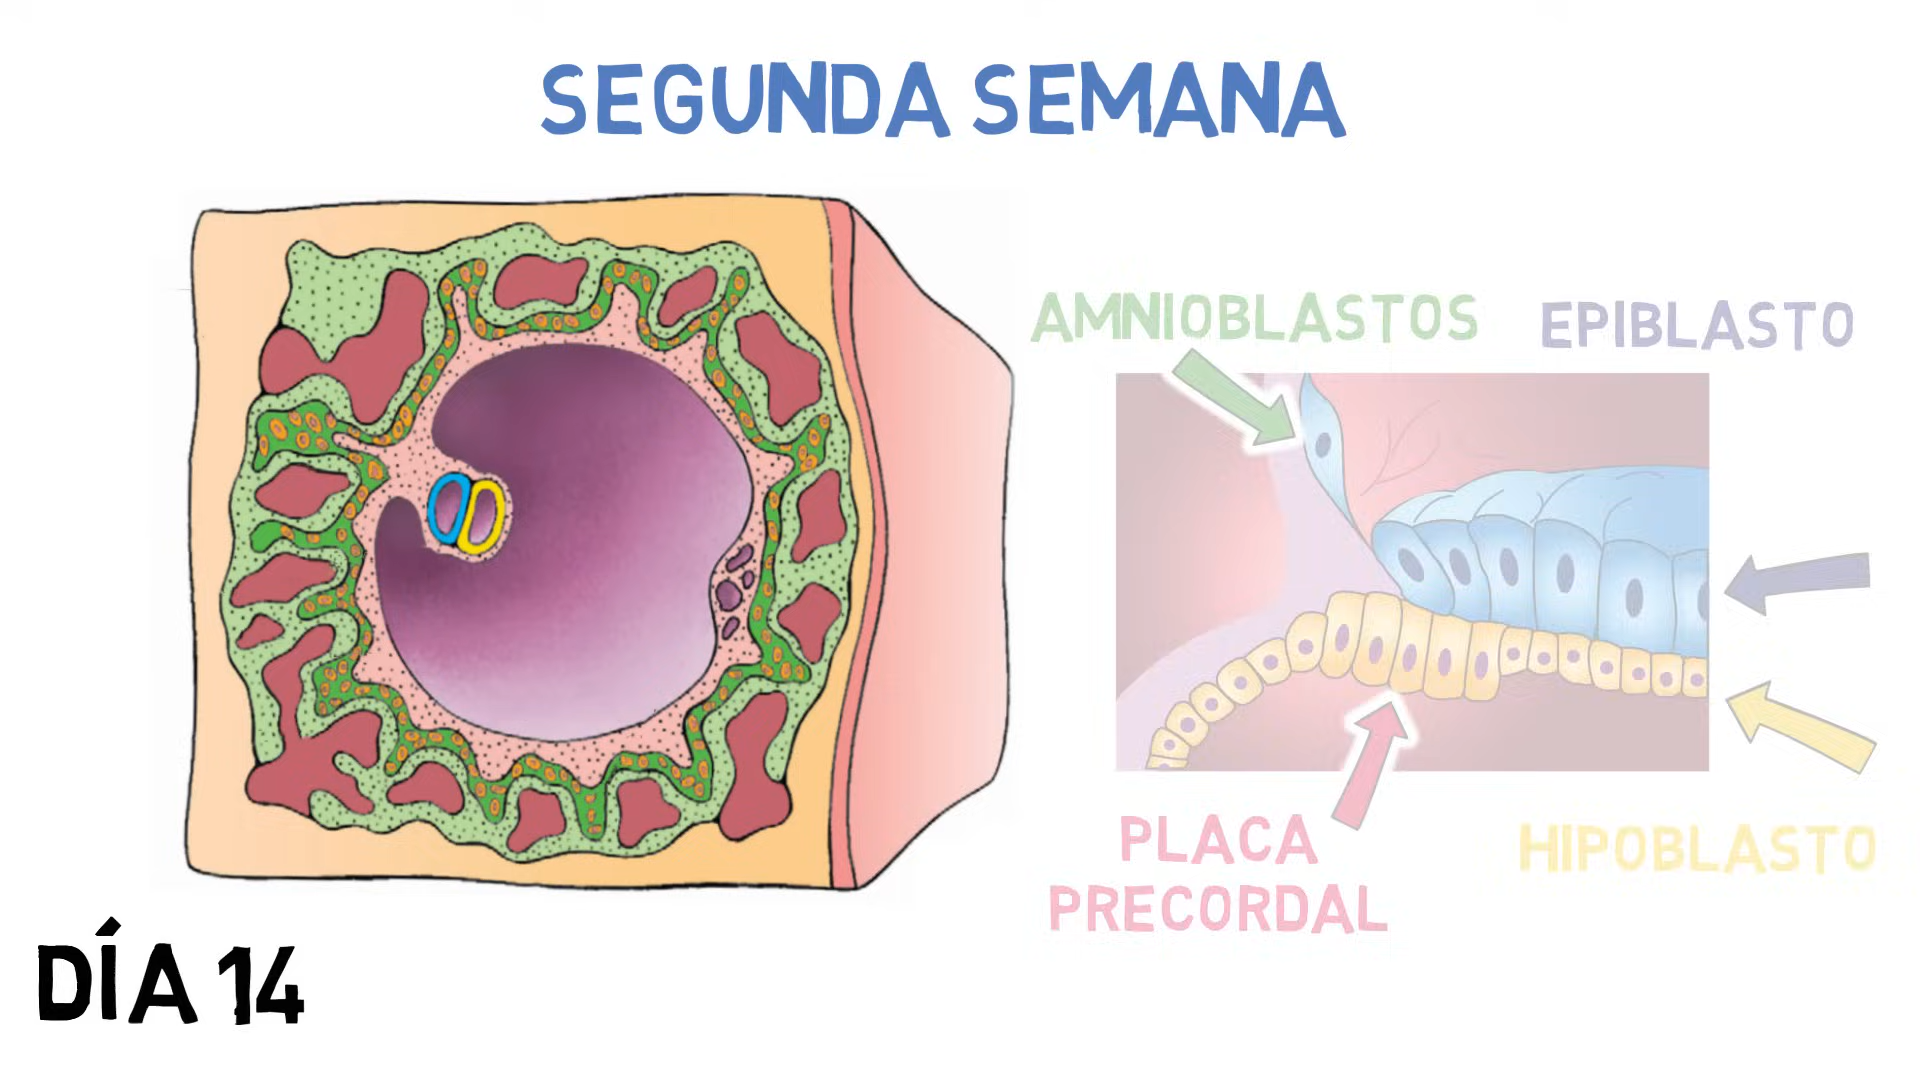 SEGUNDA SEMANA
AMNIOBLASTOS
EPIBLASTO
PLACA
PRECORDAL
HIPOBLASTO
DÍA 14